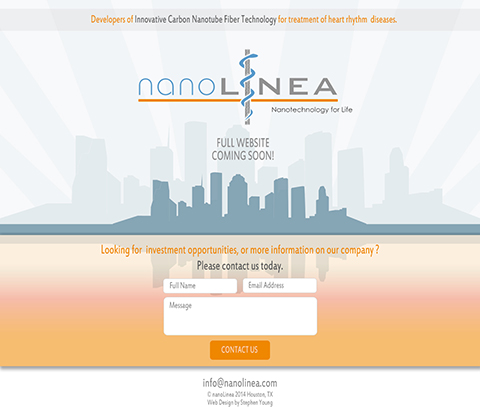 Developers of Innovative Carbon Nanotube Fiber Technology for treatment of heart rhythm diseases.
nanoLINEA
Nanotechnology for Life
FULL WEBSITE
COMING SOON!
Looking for investment opportunities, or more information on our company ?
Please contact us today.
Full Name
Email Address
Message
CONTACT US
info@nanolinea.com
© nanoLinea 2014 Houston, TX
Web Design by Stephen Young